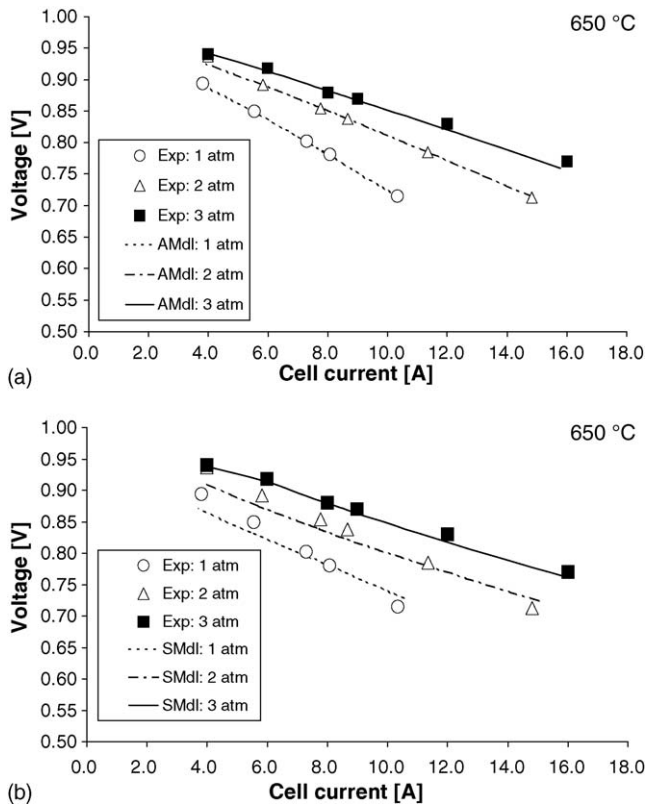 650 °C
1.00
0.95
0.90
0.85
0.80
0.75
0.70
0.65
0.60
0.55
0.50
Voltage [V]
Exp: 1 atm
Exp: 2 atm
Exp: 3 atm
AMdl: 1 atm
AMdl: 2 atm
AMdl: 3 atm
0.0 2.0 4.0 6.0 8.0 10.0 12.0 14.0 16.0 18.0
Cell current [A]
(a)
650 °C
1.00
0.95
0.90
0.85
0.80
0.75
0.70
0.65
0.60
0.55
0.50
Voltage [V]
Exp: 1 atm
Exp: 2 atm
Exp: 3 atm
SMdl: 1 atm
SMdl: 2 atm
SMdl: 3 atm
0.0 2.0 4.0 6.0 8.0 10.0 12.0 14.0 16.0 18.0
Cell current [A]
(b)